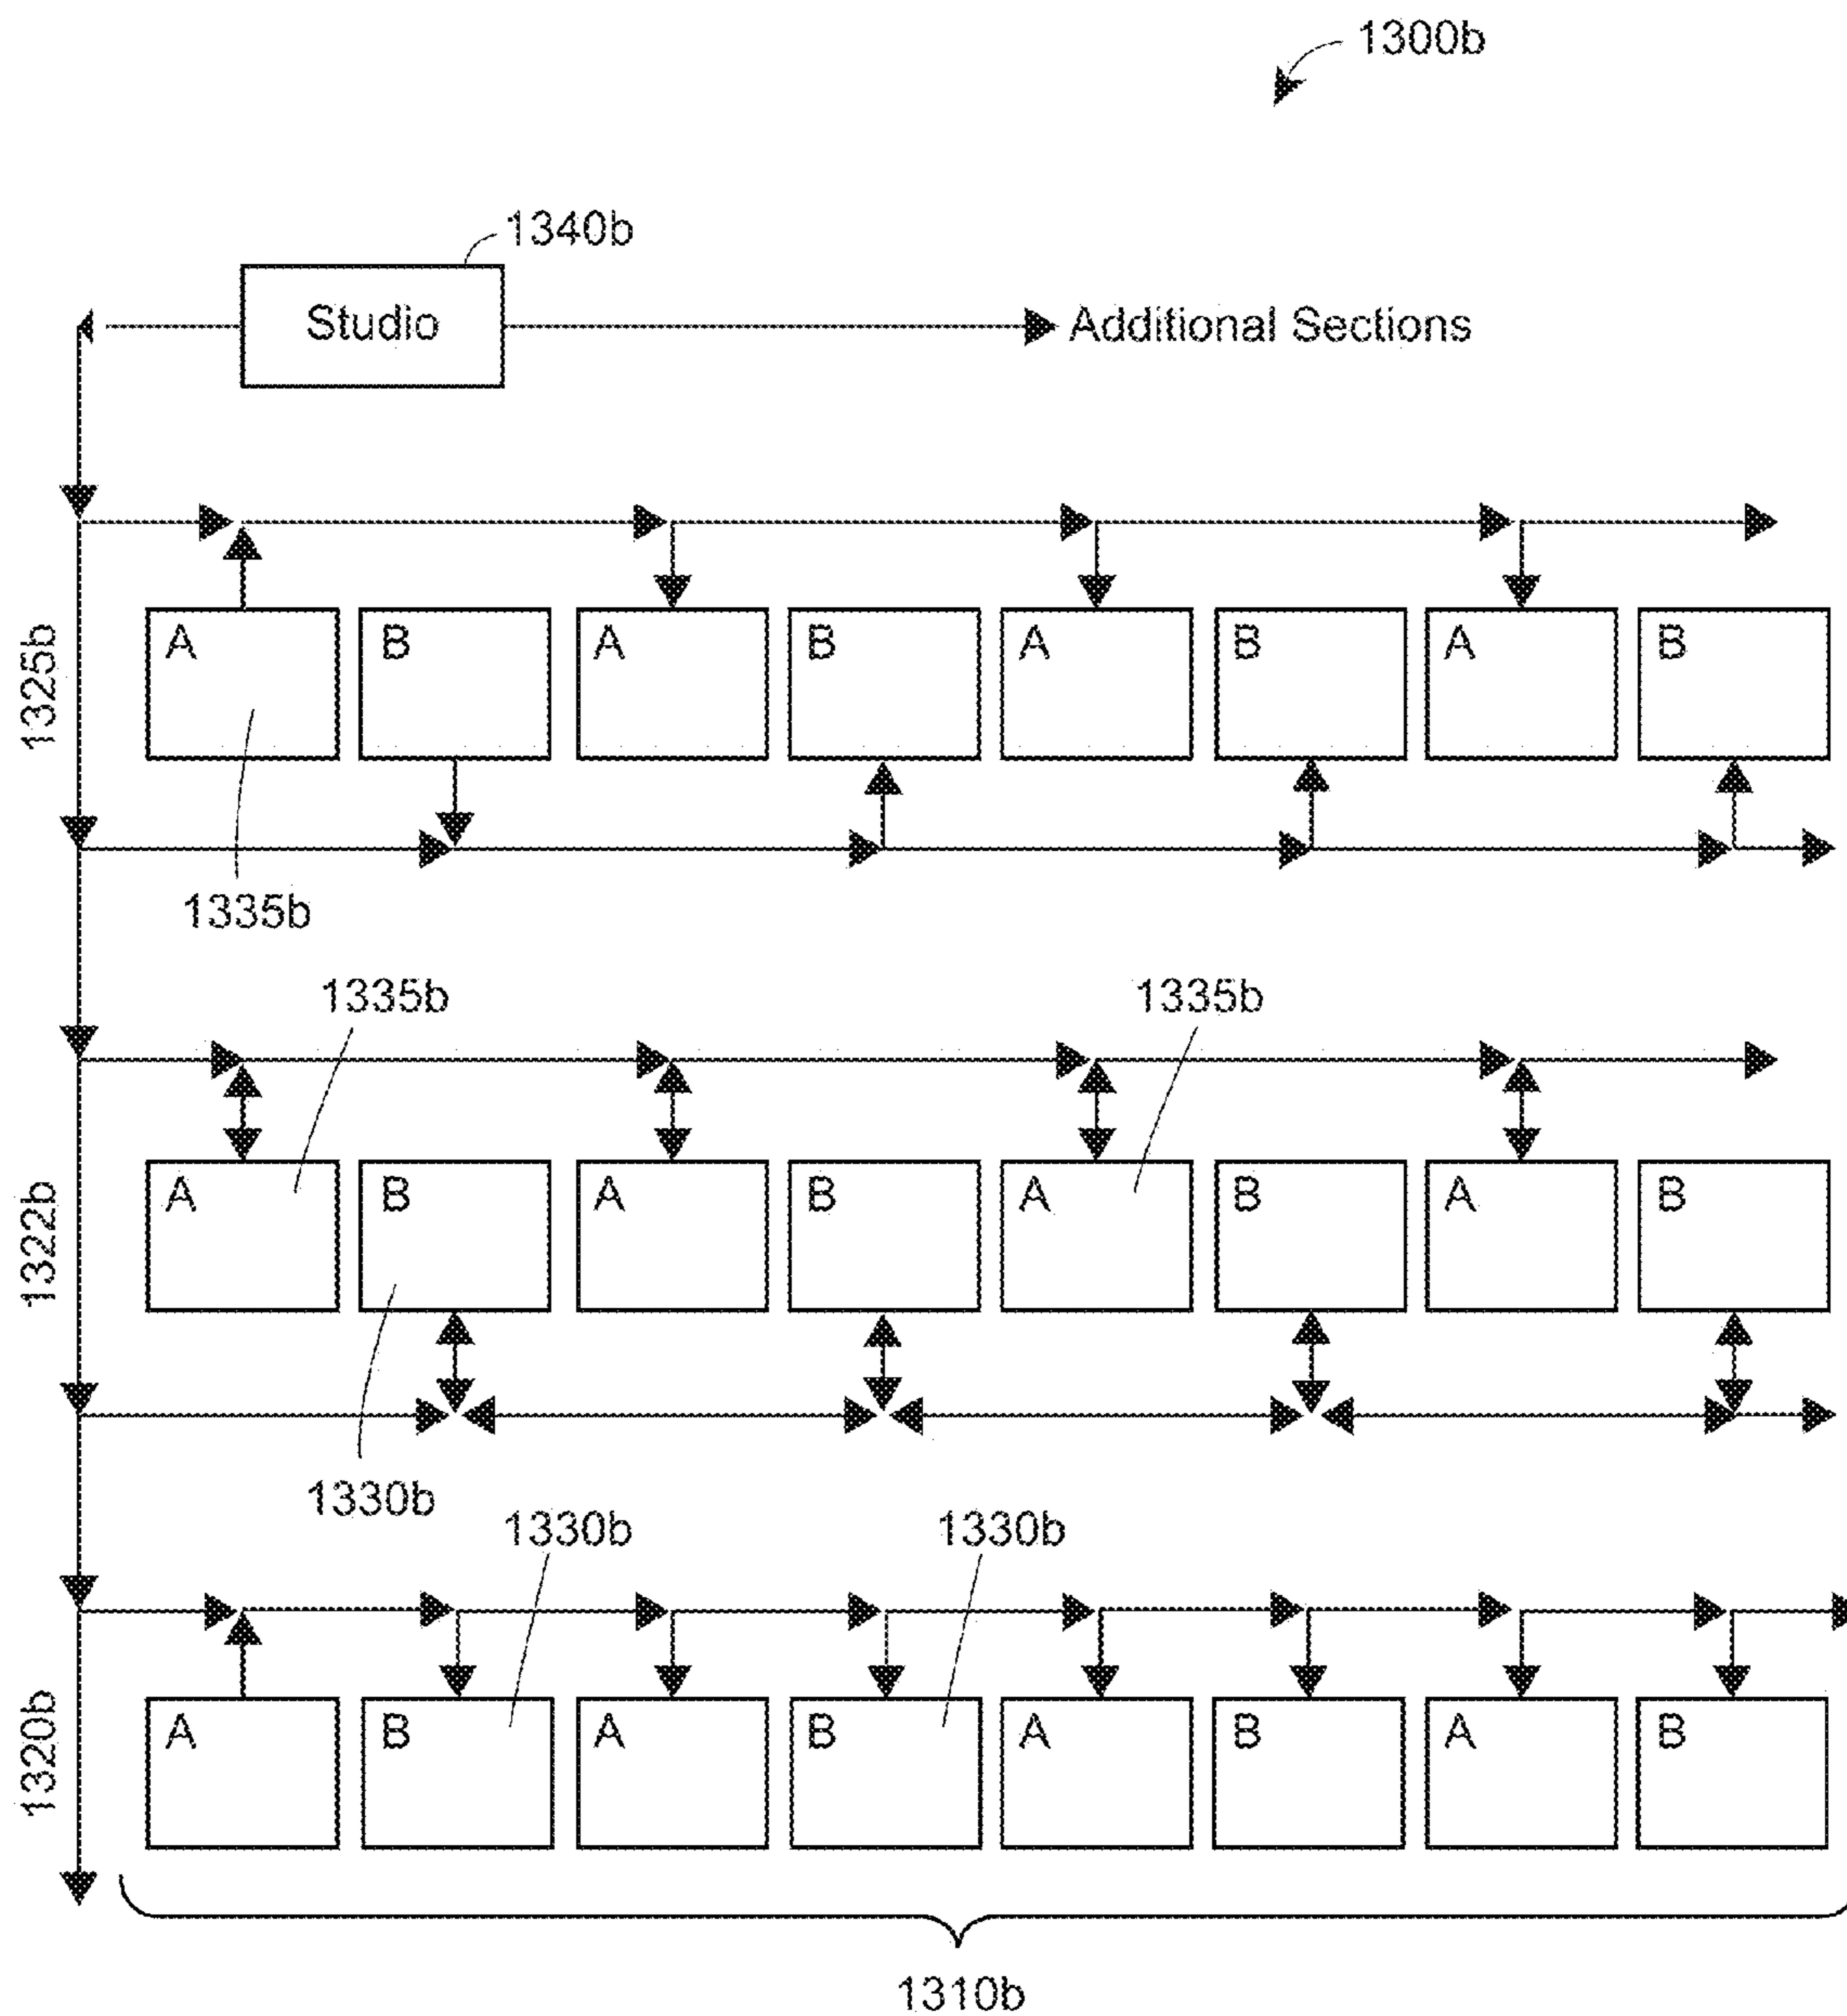 1300b
1340b
Studio
Additional Sections
1325b
A B A B A B A B
1335b
1335b 1335b
1322b
A B A B A B A B
1330b
1330b 1330b
1320b
A B A B A B A B
1310b